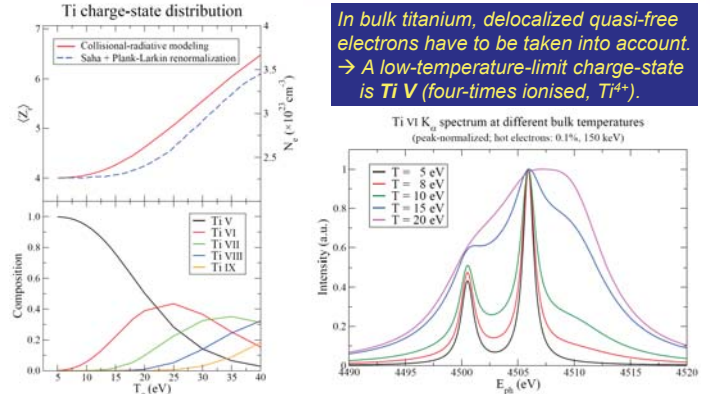 Ti charge-state distribution
Collisional-radiative modeling
Saha + Plank-Larkin renormalization
7
6
5
4
⟨Z_i⟩
4
3.5
3
2.5
N_e (×10^23 cm^-3)
1.0
0.8
0.6
0.4
0.2
0.0
Composition
Ti V
Ti VI
Ti VII
Ti VIII
Ti IX
5 10 15 20 25 30 35 40
(eV)
In bulk titanium, delocalized quasi-free
electrons have to be taken into account.
→ A low-temperature-limit charge-state
is Ti V (four-times ionised, Ti⁴⁺).
Ti VI K_α spectrum at different bulk temperatures
(peak-normalized; hot electrons: 0.1%, 150 keV)
T = 5 eV
T = 8 eV
T = 10 eV
T = 15 eV
T = 20 eV
1
0.8
0.6
0.4
0.2
0
Intensity (a.u.)
4490 4495 4500 4505 4510 4515 4520
E_ph (eV)